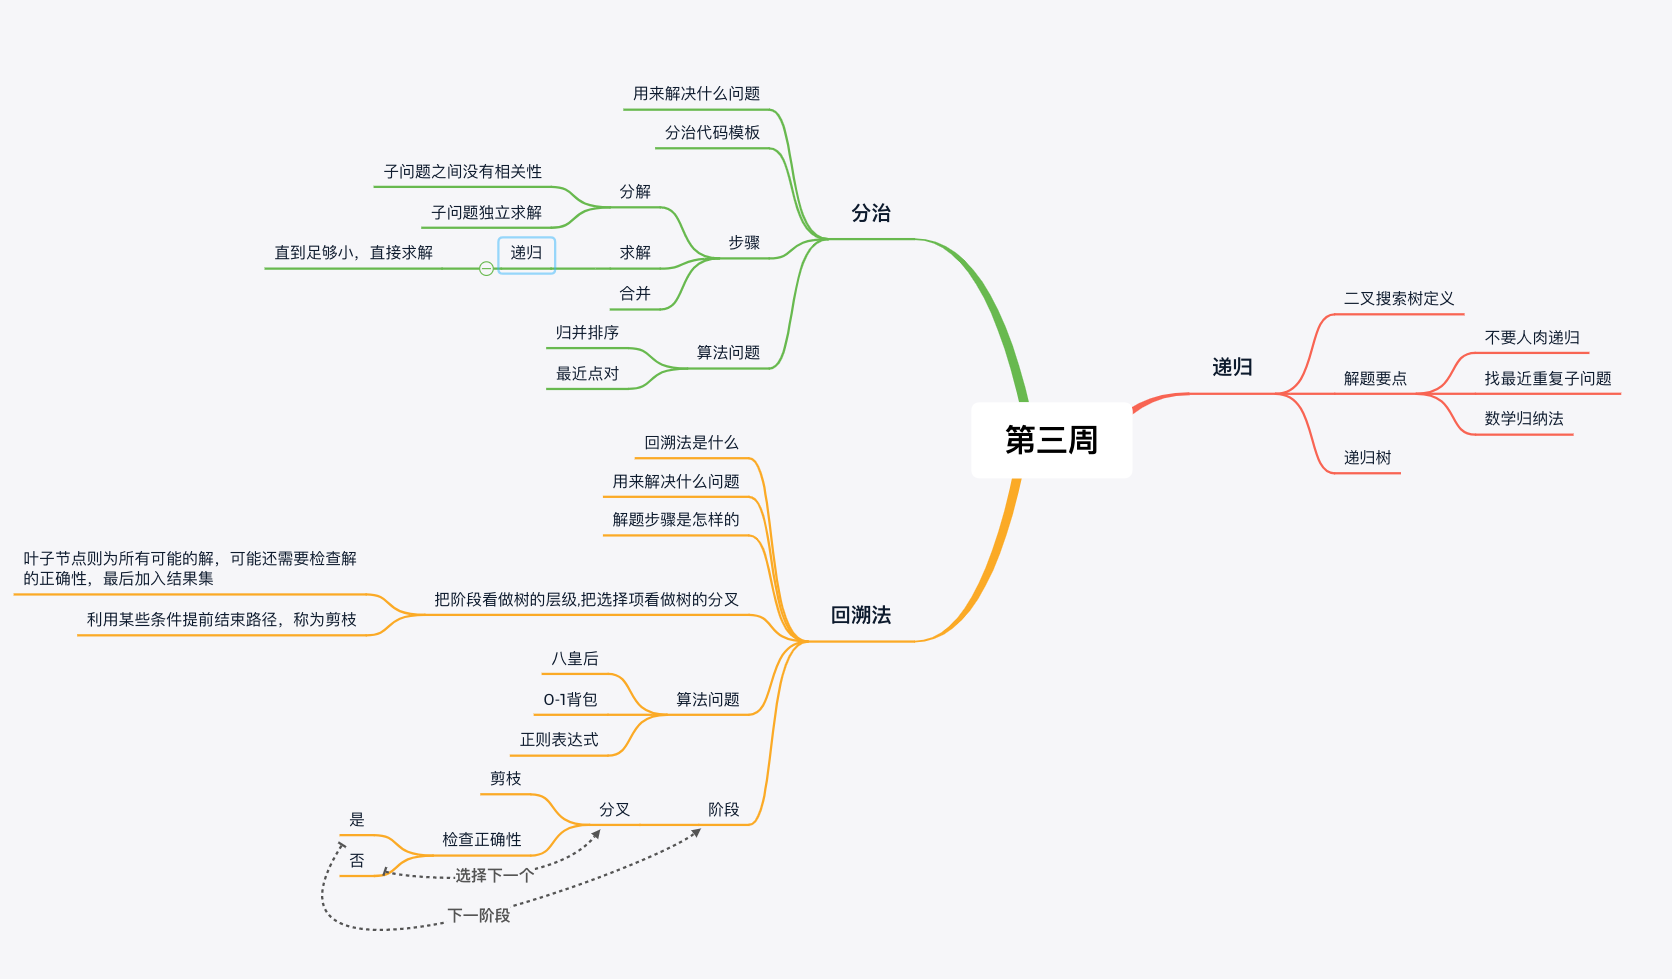 第三周
分治
用来解决什么问题
分治代码模板
步骤
分解
子问题之间没有相关性
子问题独立求解
求解
递归
直到足够小，直接求解
合并
算法问题
归并排序
最近点对
递归
二叉搜索树定义
解题要点
不要人肉递归
找最近重复子问题
数学归纳法
递归树
回溯法
回溯法是什么
用来解决什么问题
解题步骤是怎样的
把阶段看做树的层级,把选择项看做树的分叉
叶子节点则为所有可能的解，可能还需要检查解
的正确性，最后加入结果集
利用某些条件提前结束路径，称为剪枝
算法问题
八皇后
0-1背包
正则表达式
阶段
分叉
剪枝
检查正确性
是
否
选择下一个
下一阶段